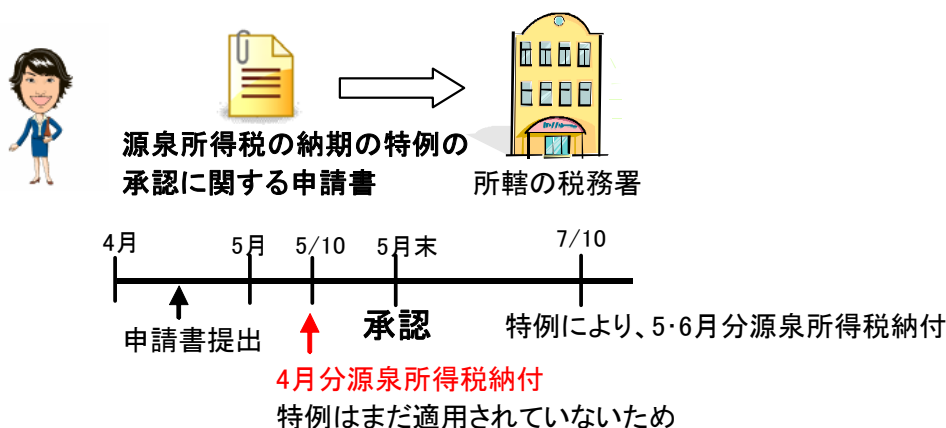 源泉所得税の納期の特例の
承認に関する申請書
所轄の税務署
4月
5月
5/10
5月末
7/10
申請書提出
承認
特例により、5・6月分源泉所得税納付
4月分源泉所得税納付
特例はまだ適用されていないため